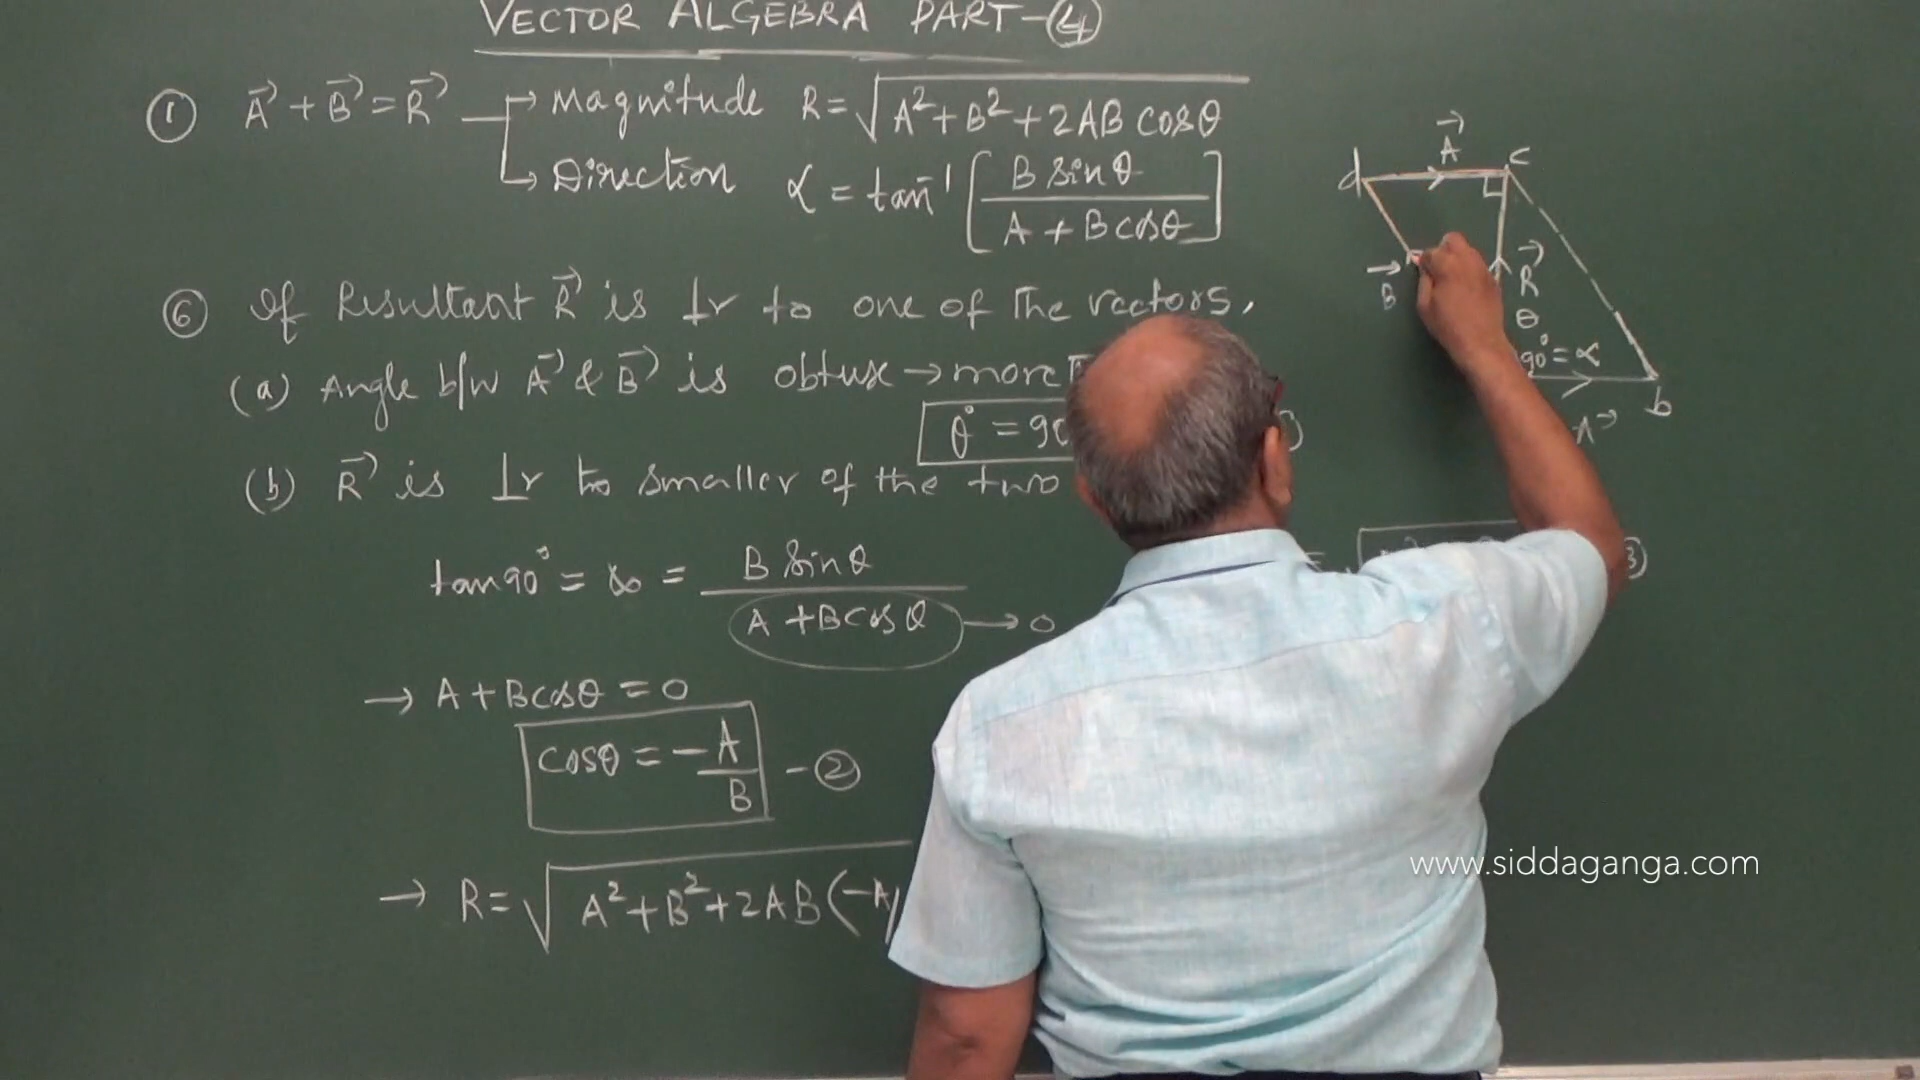 VECTOR ALGEBRA PART-④
① A⃗ + B⃗ = R⃗ → Magnitude R = √(A² + B² + 2AB cosθ)
→ Direction α = tan⁻¹ [B sinθ / (A + B cosθ)]
⑥ If Resultant R⃗ is ⊥r to one of the vectors,
(a) Angle b/w A⃗ & B⃗ is obtuse → more
θ° = 90
(b) R⃗ is ⊥r to smaller of the two
tan90° = ∞ = B sinθ / (A + B cosθ) → 0
→ A + B cosθ = 0
cosθ = -A/B - ②
→ R = √(A² + B² + 2AB(-A/
d A⃗ c
B⃗ R⃗
θ
90° = α
b
A⃗
www.siddaganga.com